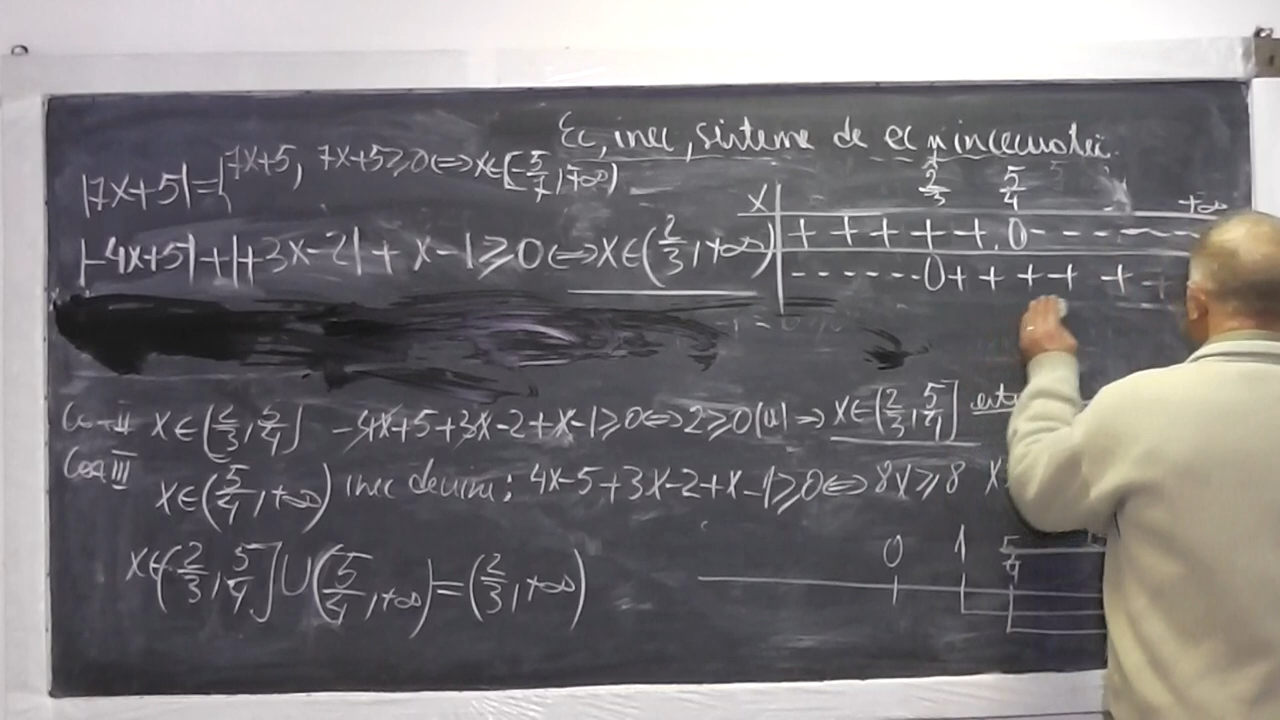 Ec, inec, sisteme de ec și inecuații.
|7x+5| = { 7x+5, 7x+5≥0 ⇔ x∈[-5/7, +∞)
|-4x+5| + |+3x-2| + x-1 ≥ 0 ⇔ x∈(2/3, +∞)
x 2/3 5/4 +∞
+ + + + + 0 - - - - - -
- - - - - - 0 + + + + + +
Caz II x∈(2/3, 5/4] -4x+5+3x-2+x-1≥0 ⇔ 2≥0 (A) ⇒ x∈(2/3, 5/4]
Caz III
x∈(5/4, +∞) inec devine: 4x-5+3x-2+x-1≥0 ⇔ 8x≥8 x
x∈(2/3, 5/4] ∪ (5/4, +∞) = (2/3, +∞)
0 1 5/4